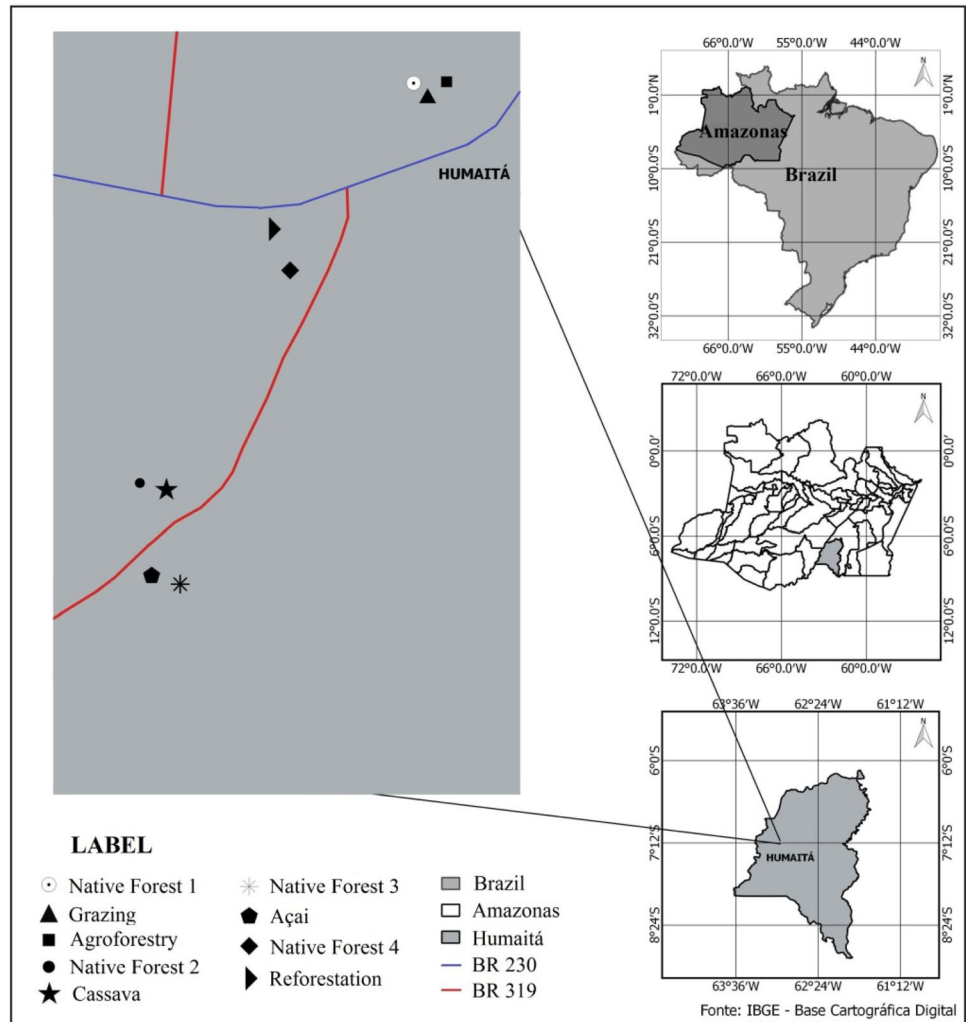 HUMAITÁ
66°0.0'W 55°0.0'W 44°0.0'W
N
1°0.0'N 1°0.0'N
Amazonas
Brazil
10°0.0'S 10°0.0'S
21°0.0'S 21°0.0'S
32°0.0'S 32°0.0'S
66°0.0'W 55°0.0'W 44°0.0'W
72°0.0'W 66°0.0'W 60°0.0'W
N
0°0.0' 0°0.0'
6°0.0'S 6°0.0'S
12°0.0'S 12°0.0'S
72°0.0'W 66°0.0'W 60°0.0'W
63°36'W 62°24'W 61°12'W
N
6°0'S 6°0'S
7°12'S 7°12'S
HUMAITÁ
8°24'S 8°24'S
63°36'W 62°24'W 61°12'W
LABEL
Native Forest 1
Grazing
Agroforestry
Native Forest 2
Cassava
Native Forest 3
Açai
Native Forest 4
Reforestation
Brazil
Amazonas
Humaitá
BR 230
BR 319
Fonte: IBGE - Base Cartográfica Digital